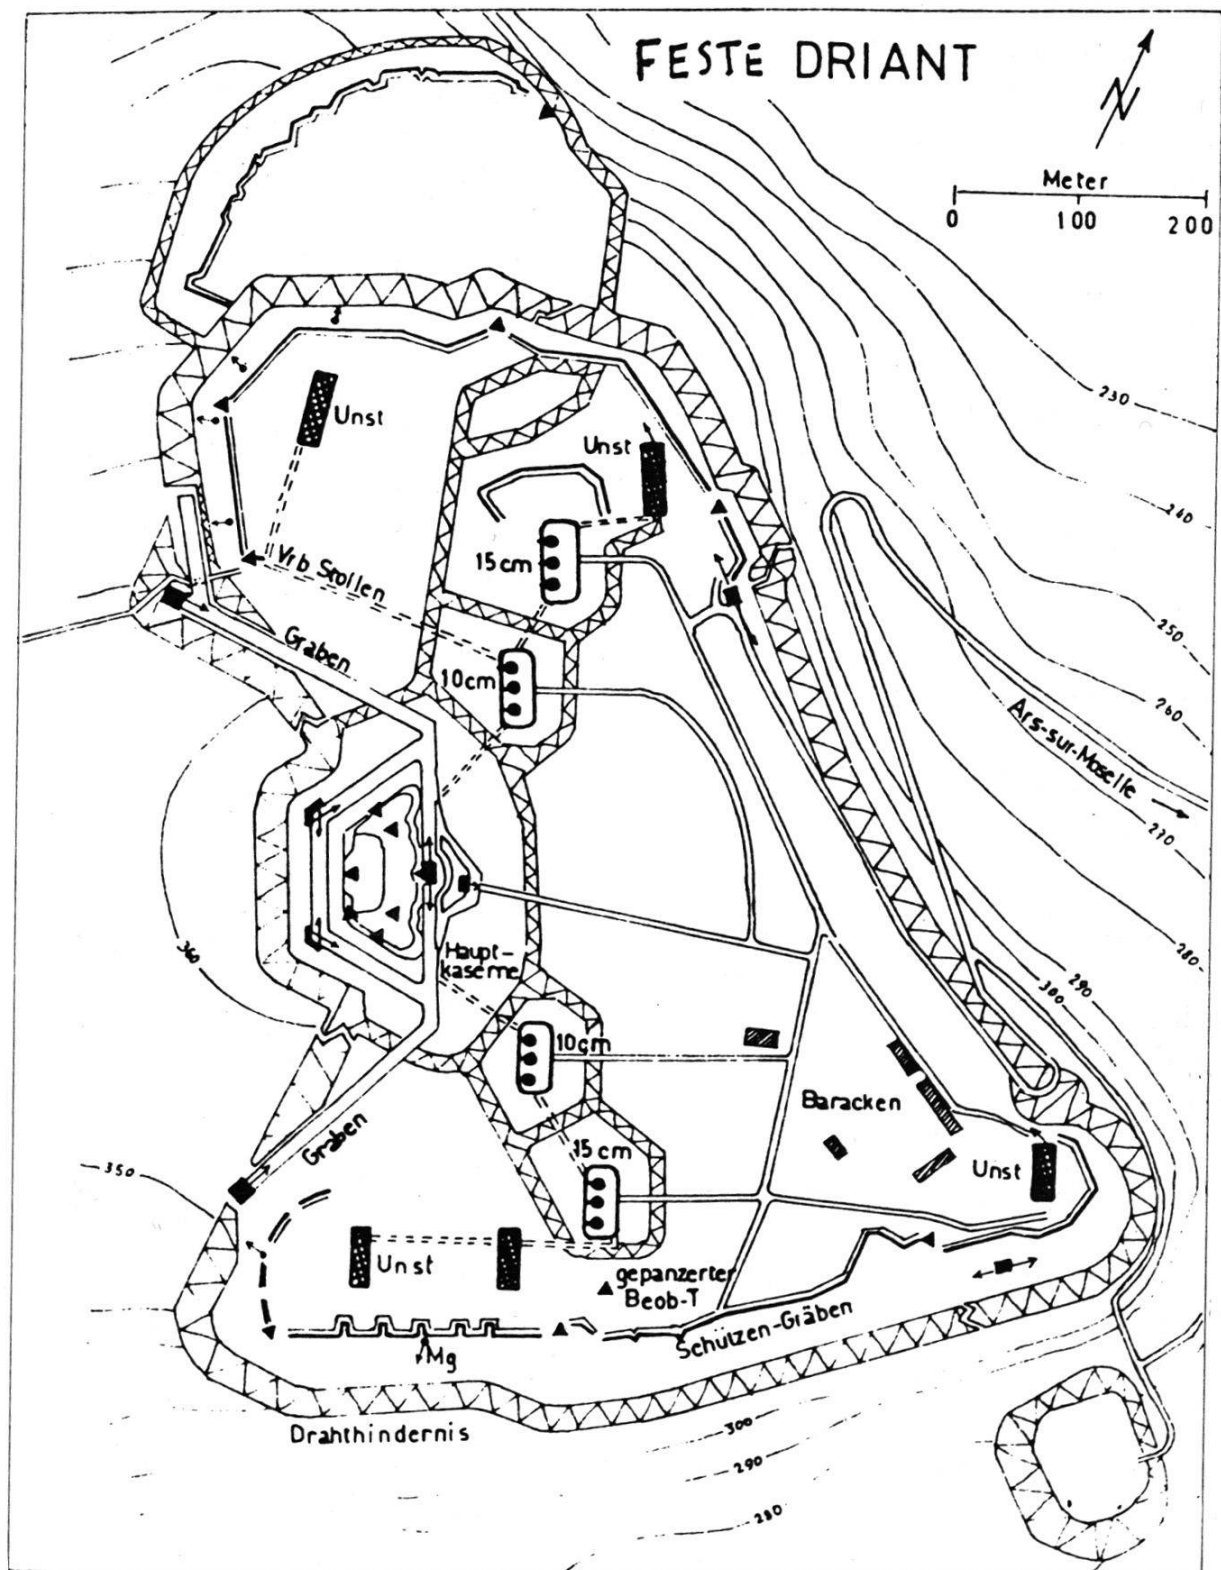 FESTE DRIANT
N
Meter
0 100 200
230
Unst
Unst
240
15cm
Vrb Stollen
250
Graben
10cm
260
Ars-sur-Moselle
270
360
Haupt-
kaserne
280
290
300
10cm
Baracken
Graben
15cm
350
Unst
Unst
gepanzerter
Beob-T
Schützen-Gräben
Mg
Drahthindernis
300
290
280